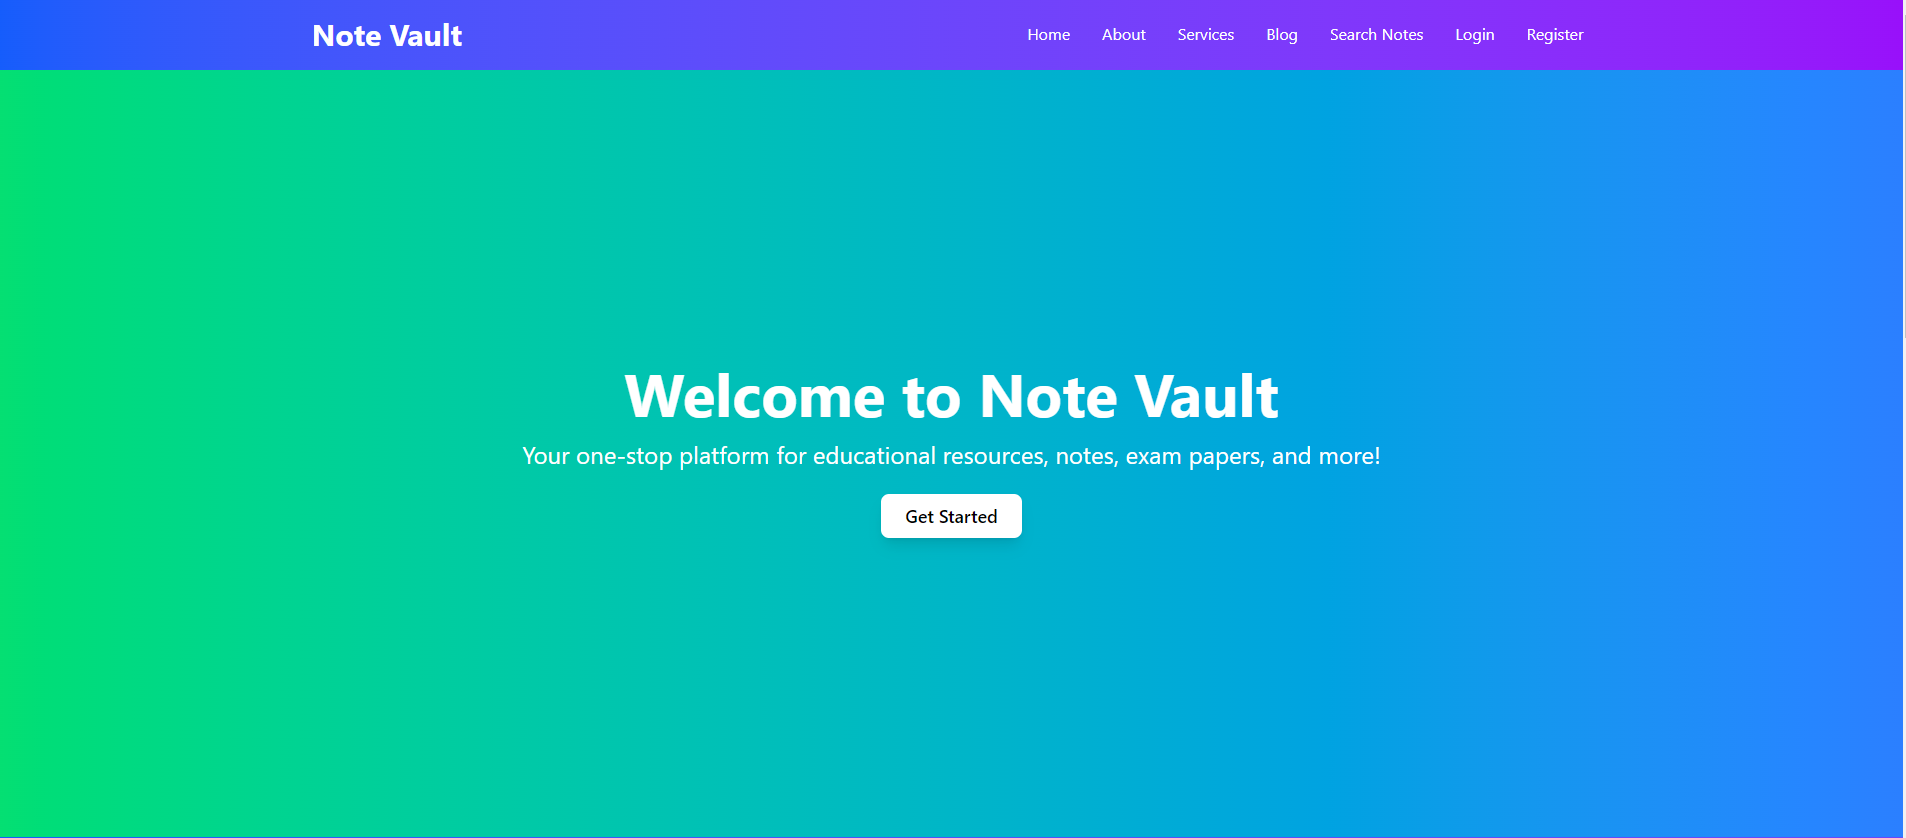 Note Vault
Home About Services Blog Search Notes Login Register
Welcome to Note Vault
Your one-stop platform for educational resources, notes, exam papers, and more!
Get Started